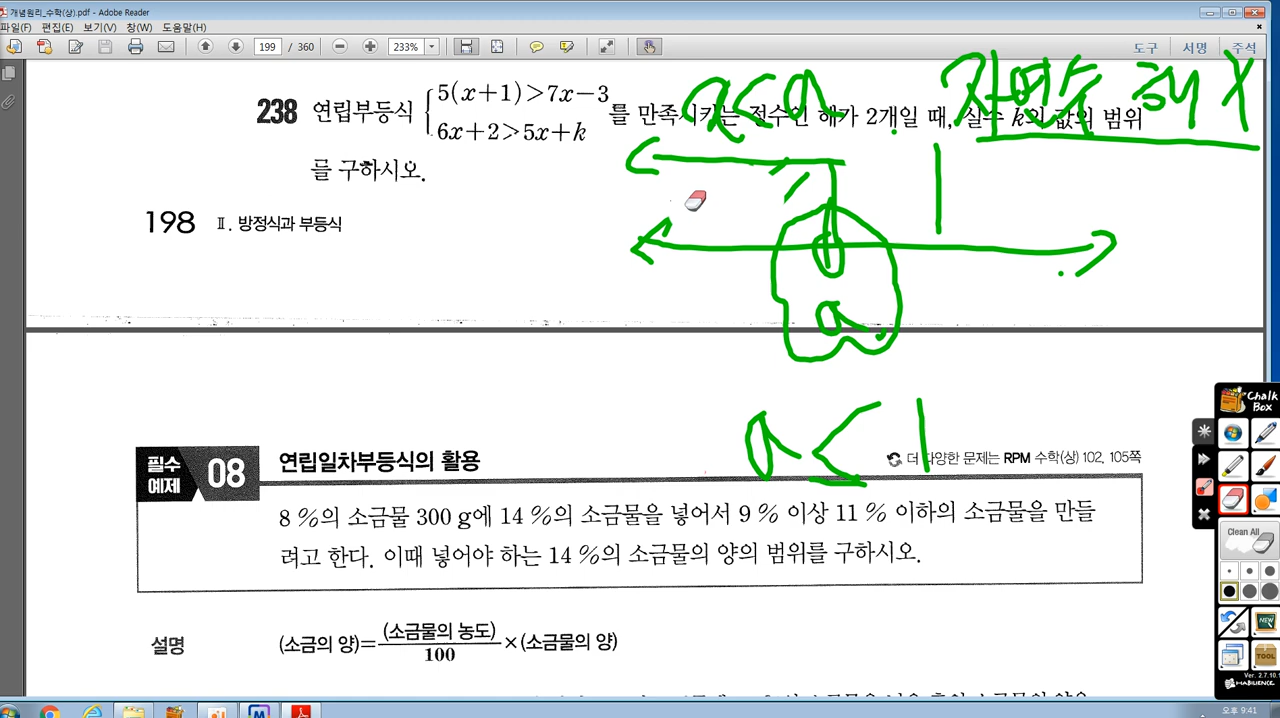 개념원리_수학(상).pdf - Adobe Reader
파일(F) 편집(E) 보기(V) 창(W) 도움말(H)
199 / 360 233% 도구 서명 주석
x<a 자연수 해 X
238 연립부등식 { 5(x+1)>7x-3
6x+2>5x+k 를 만족시키는 정수인 해가 2개일 때, 실수 k의 값의 범위
를 구하시오.
198 Ⅱ. 방정식과 부등식
1
a
a< 1
필수 예제 08 연립일차부등식의 활용 더 다양한 문제는 RPM 수학(상) 102, 105쪽
8 %의 소금물 300 g에 14 %의 소금물을 넣어서 9 % 이상 11 % 이하의 소금물을 만들
려고 한다. 이때 넣어야 하는 14 %의 소금물의 양의 범위를 구하시오.
설명 (소금의 양)=(소금물의 농도)/100×(소금물의 양)
Chalk Box
Clean All
NEW
TOOL
Ver. 2.7.10.1
오후 9:41